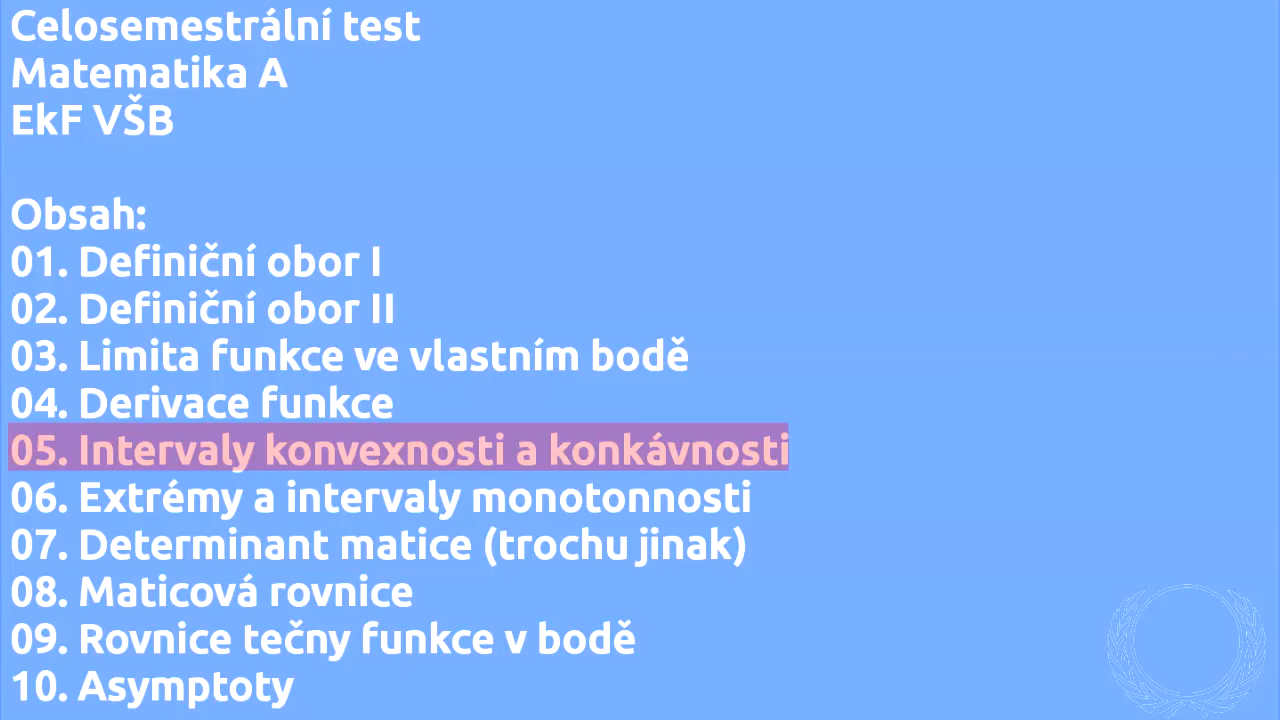 Celosemestrální test
Matematika A
EkF VŠB
Obsah:
01. Definiční obor I
02. Definiční obor II
03. Limita funkce ve vlastním bodě
04. Derivace funkce
05. Intervaly konvexnosti a konkávnosti
06. Extrémy a intervaly monotonnosti
07. Determinant matice (trochu jinak)
08. Maticová rovnice
09. Rovnice tečny funkce v bodě
10. Asymptoty